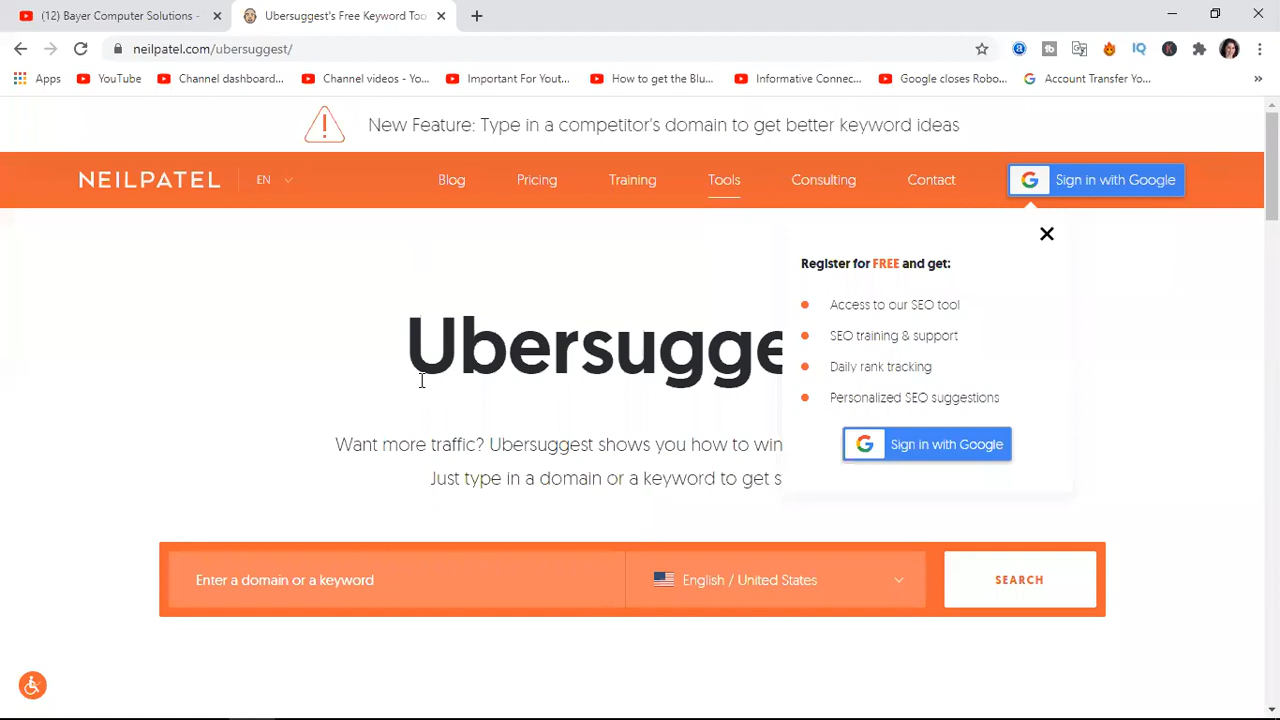 (12) Bayer Computer Solutions -
Ubersuggest's Free Keyword Too
neilpatel.com/ubersuggest/
Apps
YouTube
Channel dashboard...
Channel videos - Yo...
Important For Yout...
How to get the Blu...
Informative Connec...
Google closes Robo...
Account Transfer Yo...
New Feature: Type in a competitor's domain to get better keyword ideas
NEILPATEL
EN
Blog
Pricing
Training
Tools
Consulting
Contact
Sign in with Google
Register for FREE and get:
Access to our SEO tool
SEO training & support
Daily rank tracking
Personalized SEO suggestions
Sign in with Google
Ubersugge
Want more traffic? Ubersuggest shows you how to win
Just type in a domain or a keyword to get s
Enter a domain or a keyword
English / United States
SEARCH